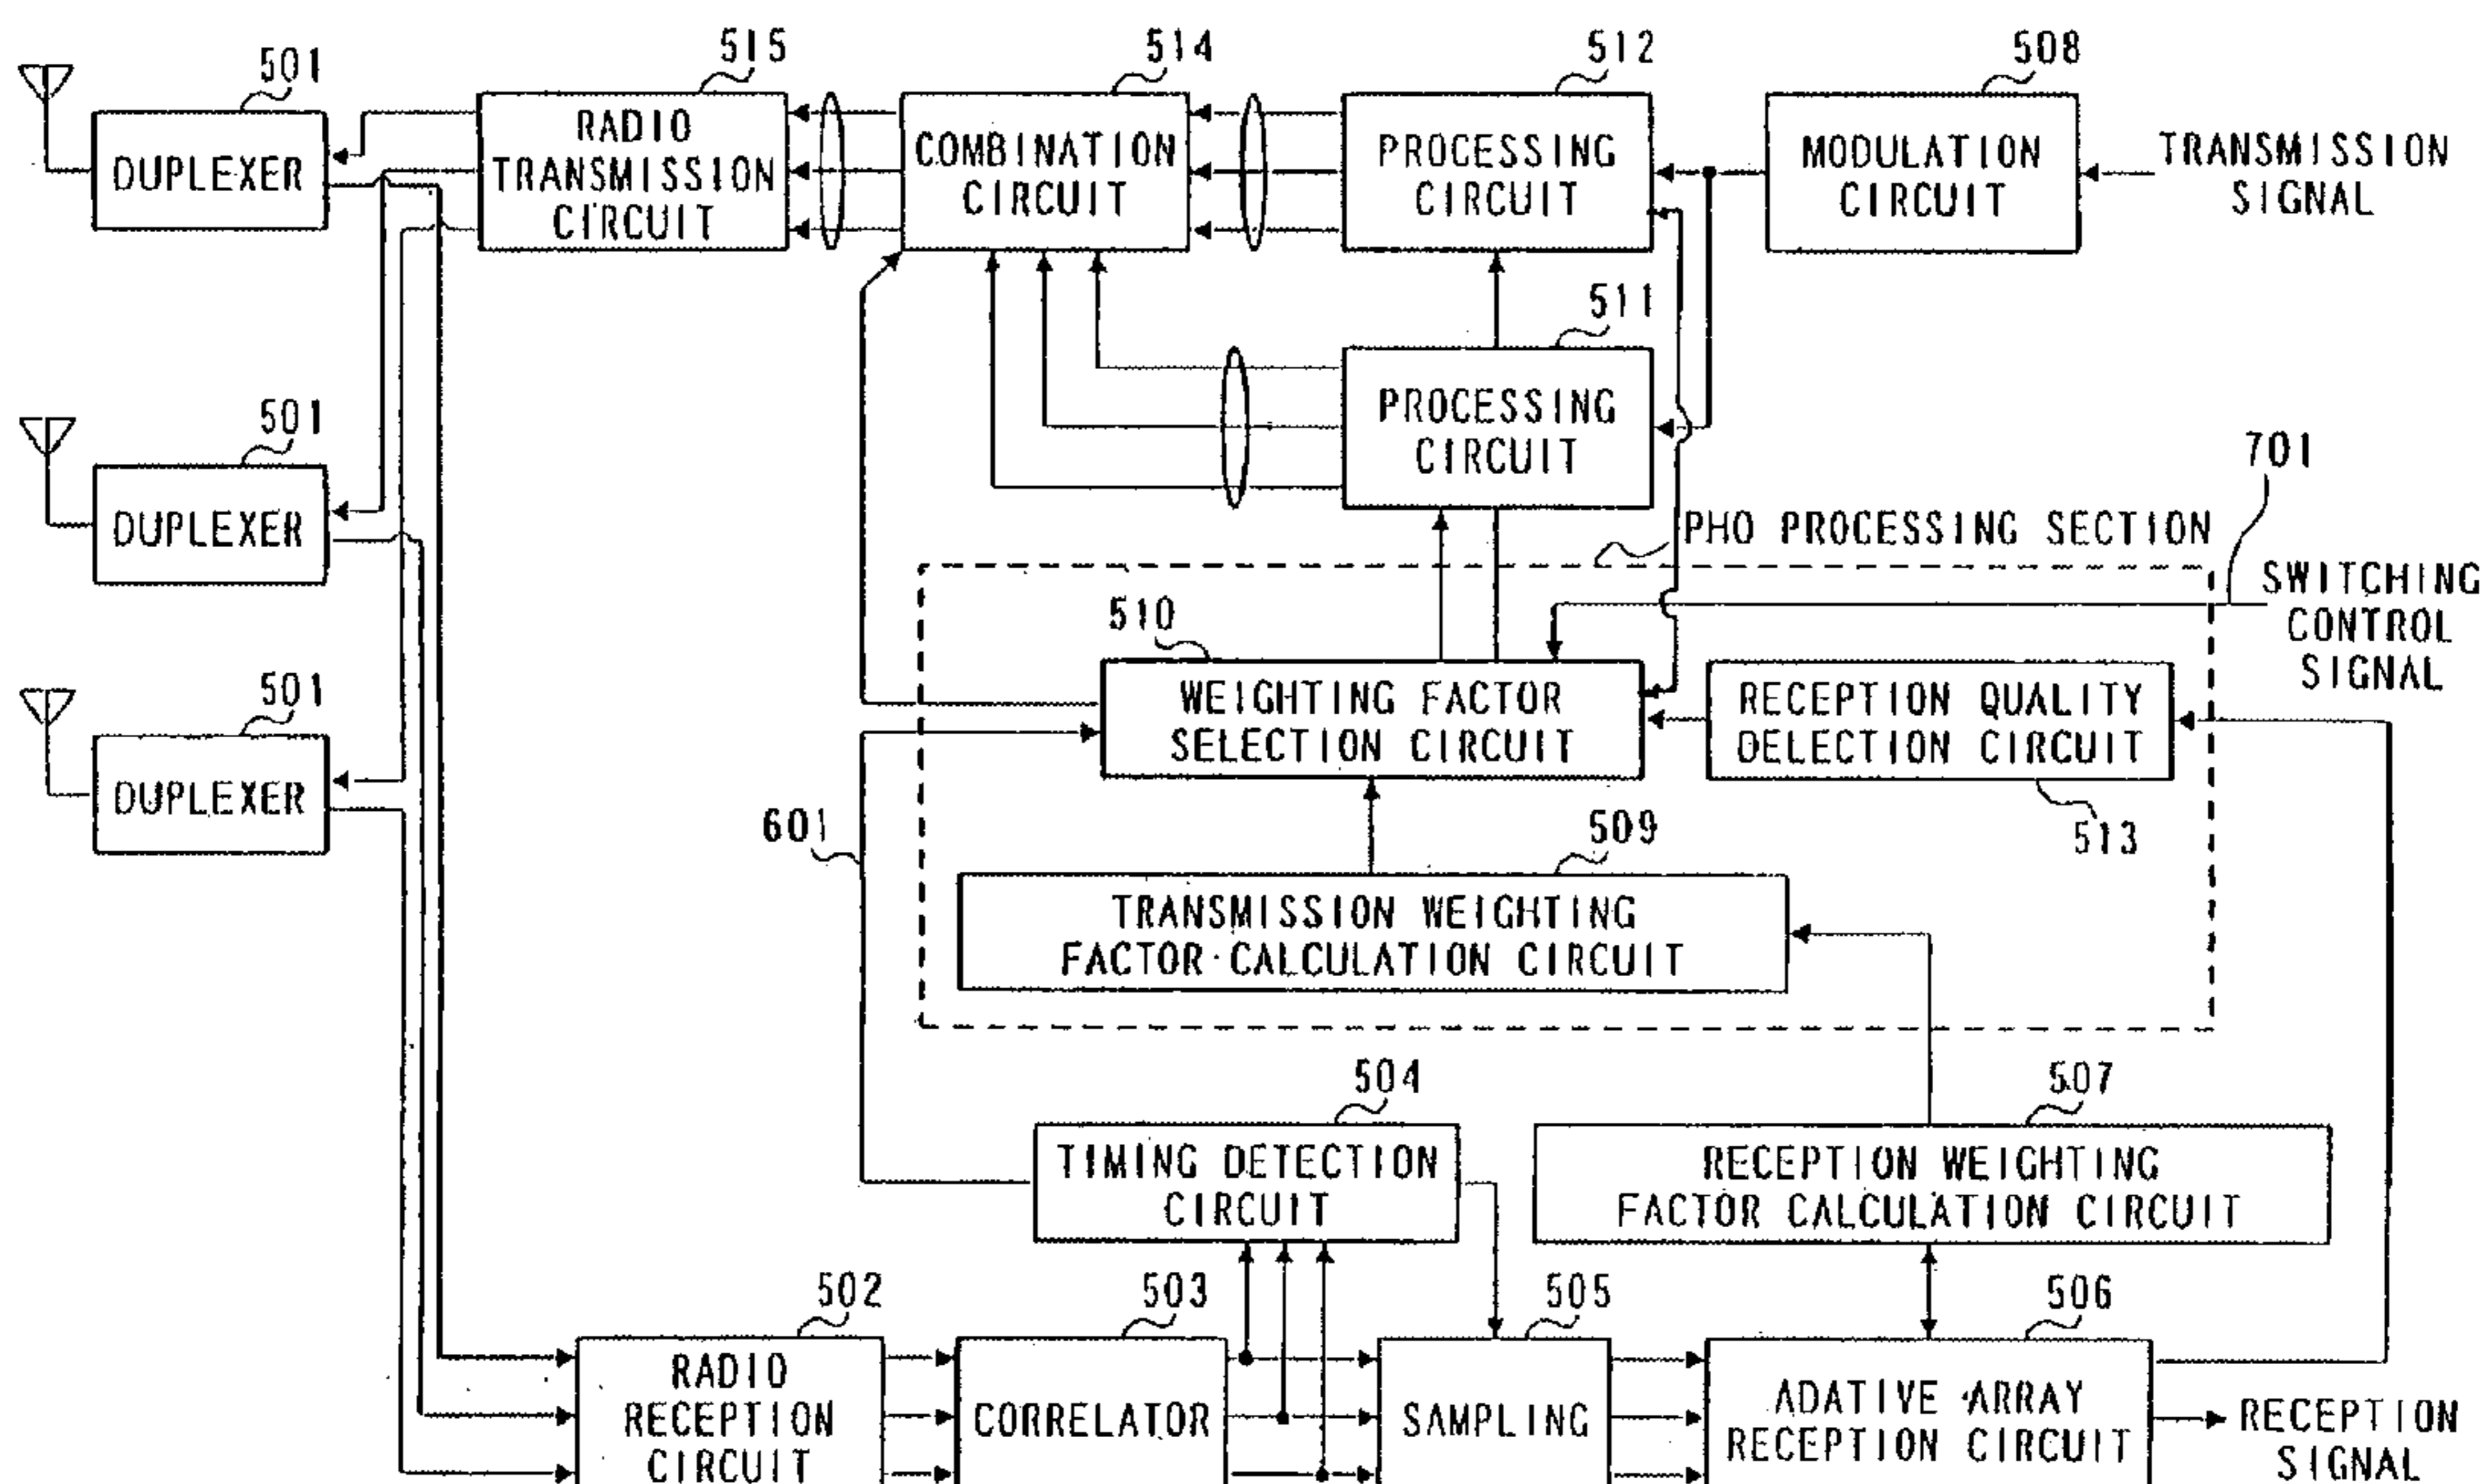 515
514
512
508
501
RADIO
TRANSMISSION
CIRCUIT
COMBINATION
CIRCUIT
PROCESSING
CIRCUIT
MODULATION
CIRCUIT
TRANSMISSION
SIGNAL
DUPLEXER
511
PROCESSING
CIRCUIT
501
DUPLEXER
701
PHO PROCESSING SECTION
SWITCHING
CONTROL
SIGNAL
510
WEIGHTING FACTOR
SELECTION CIRCUIT
RECEPTION QUALITY
DELECTION CIRCUIT
501
DUPLEXER
601
509
513
TRANSMISSION WEIGHTING
FACTOR CALCULATION CIRCUIT
504
507
TIMING DETECTION
CIRCUIT
RECEPTION WEIGHTING
FACTOR CALCULATION CIRCUIT
502
503
505
506
RADIO
RECEPTION
CIRCUIT
CORRELATOR
SAMPLING
ADATIVE ARRAY
RECEPTION CIRCUIT
RECEPTION
SIGNAL